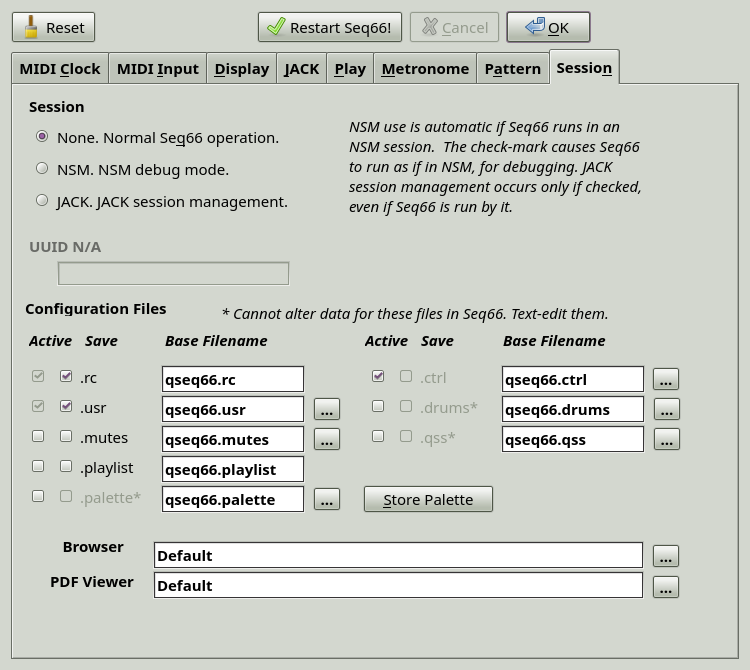 Reset
Restart Seq66!
Cancel
OK
MIDI Clock
MIDI Input
Display
JACK
Play
Metronome
Pattern
Session
Session
None. Normal Seq66 operation.
NSM. NSM debug mode.
JACK. JACK session management.
NSM use is automatic if Seq66 runs in an
NSM session. The check-mark causes Seq66
to run as if in NSM, for debugging. JACK
session management occurs only if checked,
even if Seq66 is run by it.
UUID N/A
Configuration Files
* Cannot alter data for these files in Seq66. Text-edit them.
Active Save Base Filename
Active Save Base Filename
.rc qseq66.rc
.ctrl qseq66.ctrl ...
.usr qseq66.usr ...
.drums* qseq66.drums ...
.mutes qseq66.mutes ...
.qss* qseq66.qss ...
.playlist qseq66.playlist
.palette* qseq66.palette ...
Store Palette
Browser Default ...
PDF Viewer Default ...